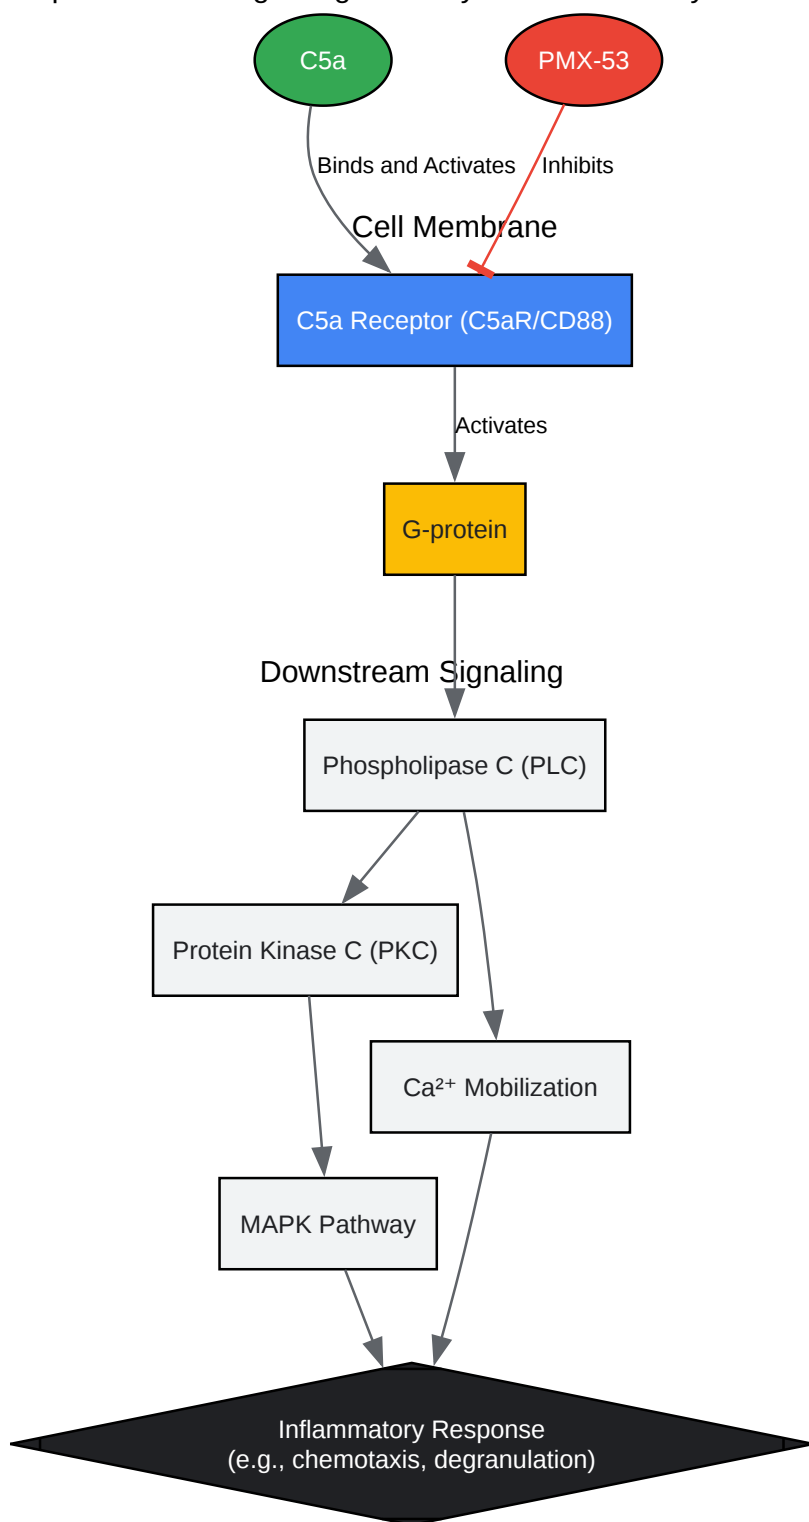 C5a
PMX-53
Binds and Activates
Inhibits
Cell Membrane
C5a Receptor (C5aR/CD88)
Activates
G-protein
Downstream Signaling
Phospholipase C (PLC)
Protein Kinase C (PKC)
Ca²⁺ Mobilization
MAPK Pathway
Inflammatory Response
(e.g., chemotaxis, degranulation)